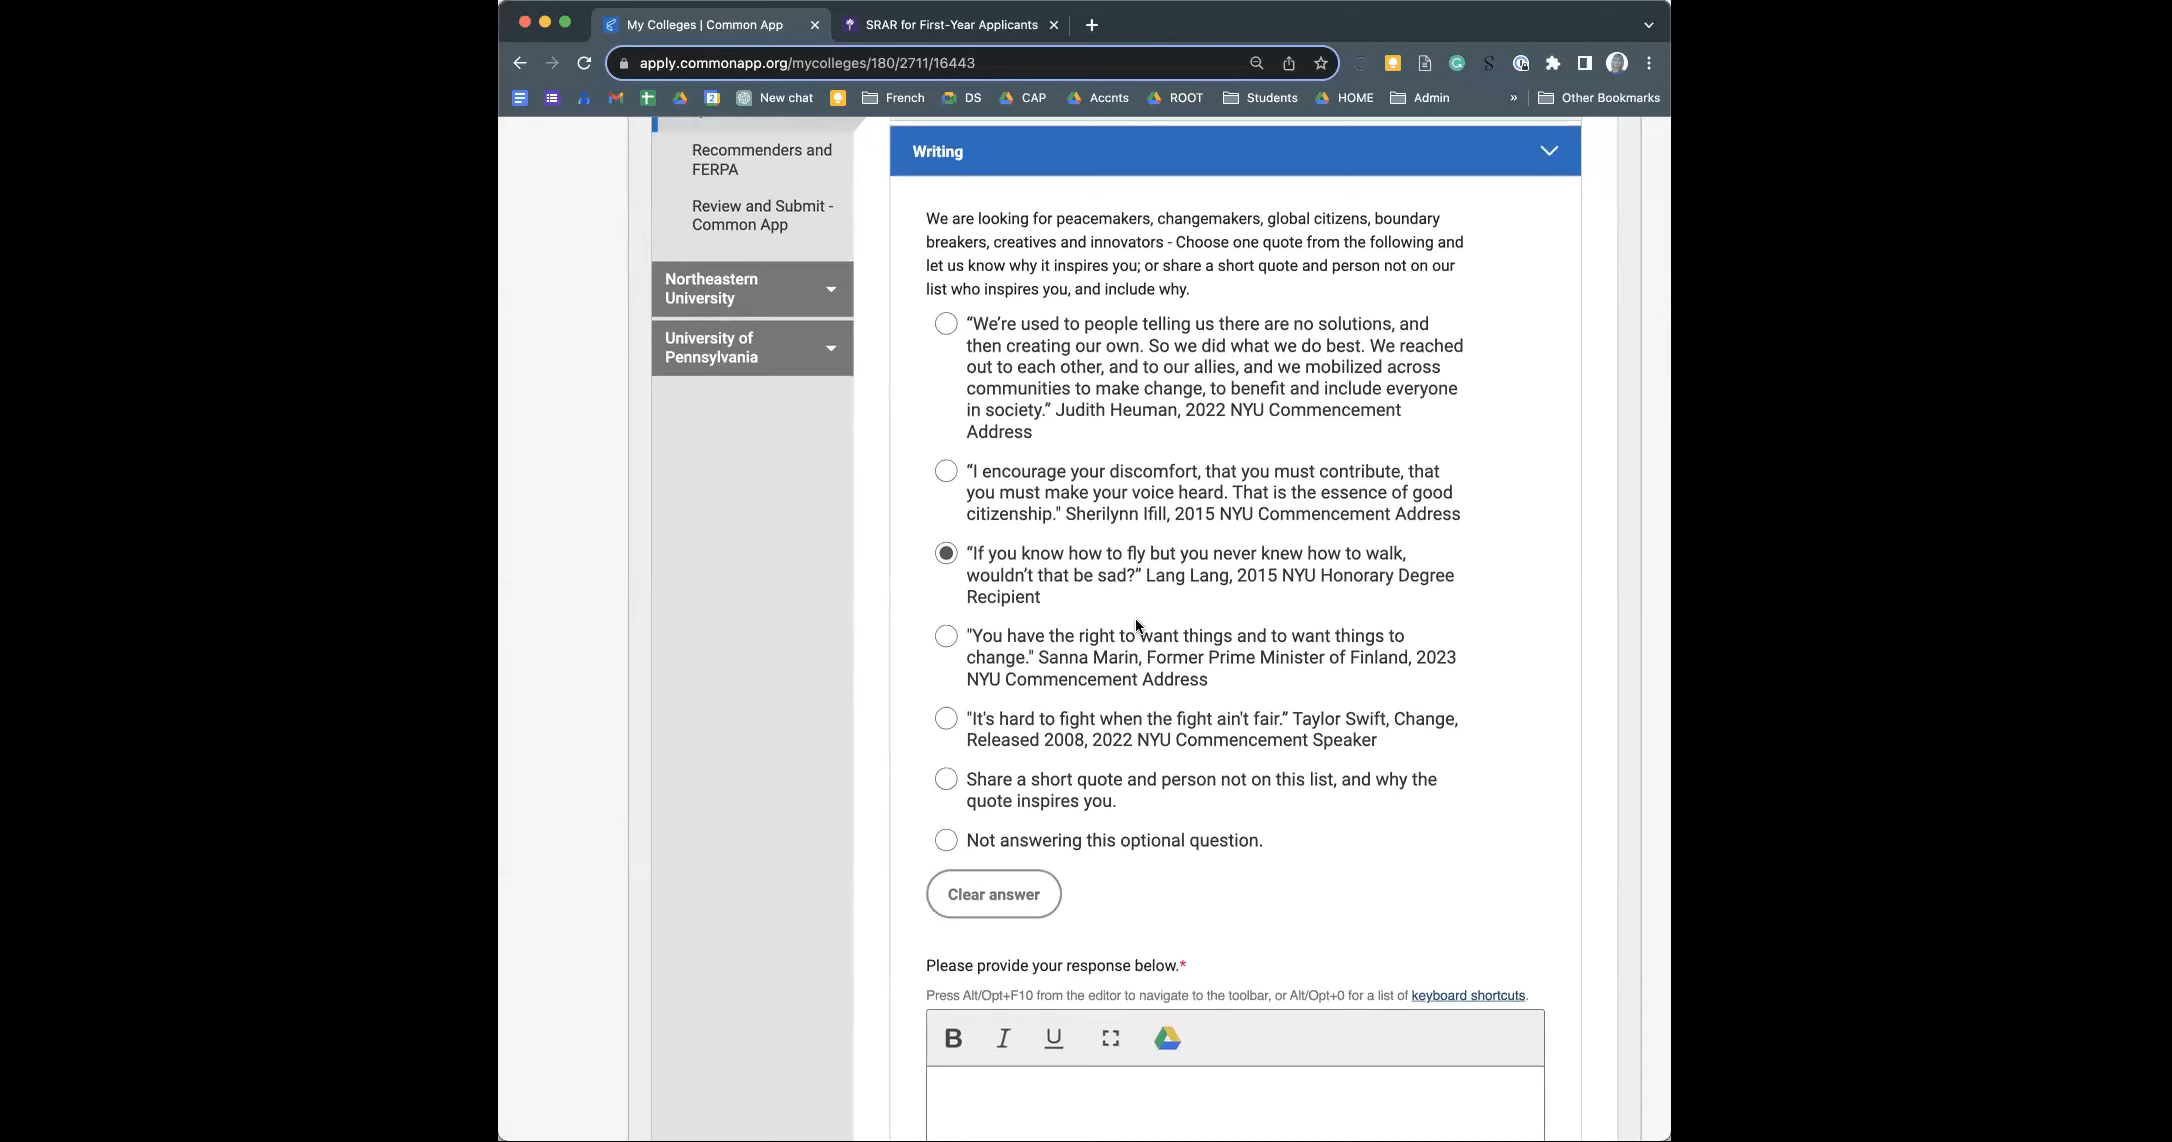 My Colleges | Common App
SRAR for First-Year Applicants
apply.commonapp.org/mycolleges/180/2711/16443
New chat
French
DS
CAP
Accnts
ROOT
Students
HOME
Admin
»
Other Bookmarks
Recommenders and
FERPA
Review and Submit -
Common App
Northeastern
University
University of
Pennsylvania
Writing
We are looking for peacemakers, changemakers, global citizens, boundary
breakers, creatives and innovators - Choose one quote from the following and
let us know why it inspires you; or share a short quote and person not on our
list who inspires you, and include why.
“We’re used to people telling us there are no solutions, and
then creating our own. So we did what we do best. We reached
out to each other, and to our allies, and we mobilized across
communities to make change, to benefit and include everyone
in society.” Judith Heuman, 2022 NYU Commencement
Address
“I encourage your discomfort, that you must contribute, that
you must make your voice heard. That is the essence of good
citizenship." Sherilynn Ifill, 2015 NYU Commencement Address
“If you know how to fly but you never knew how to walk,
wouldn’t that be sad?” Lang Lang, 2015 NYU Honorary Degree
Recipient
"You have the right to want things and to want things to
change." Sanna Marin, Former Prime Minister of Finland, 2023
NYU Commencement Address
"It's hard to fight when the fight ain't fair.” Taylor Swift, Change,
Released 2008, 2022 NYU Commencement Speaker
Share a short quote and person not on this list, and why the
quote inspires you.
Not answering this optional question.
Clear answer
Please provide your response below.*
Press Alt/Opt+F10 from the editor to navigate to the toolbar, or Alt/Opt+0 for a list of keyboard shortcuts.
B I U